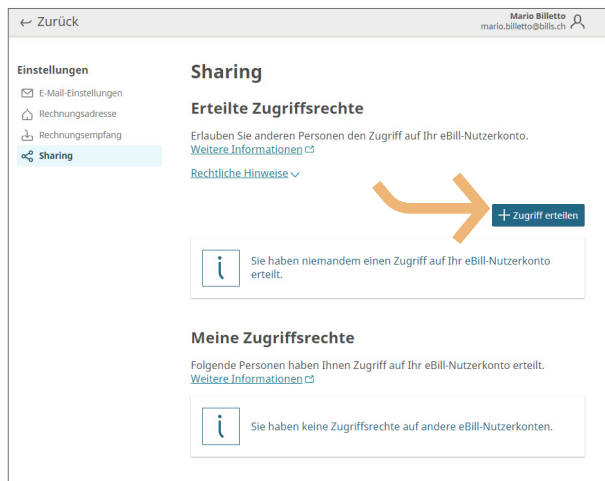 Zurück
Mario Billetto
mario.billetto@bills.ch
Einstellungen
E-Mail-Einstellungen
Rechnungsadresse
Rechnungsempfang
Sharing
Sharing
Erteilte Zugriffsrechte
Erlauben Sie anderen Personen den Zugriff auf Ihr eBill-Nutzerkonto.
Weitere Informationen
Rechtliche Hinweise
+ Zugriff erteilen
Sie haben niemandem einen Zugriff auf Ihr eBill-Nutzerkonto
erteilt.
Meine Zugriffsrechte
Folgende Personen haben Ihnen Zugriff auf Ihr eBill-Nutzerkonto erteilt.
Weitere Informationen
Sie haben keine Zugriffsrechte auf andere eBill-Nutzerkonten.